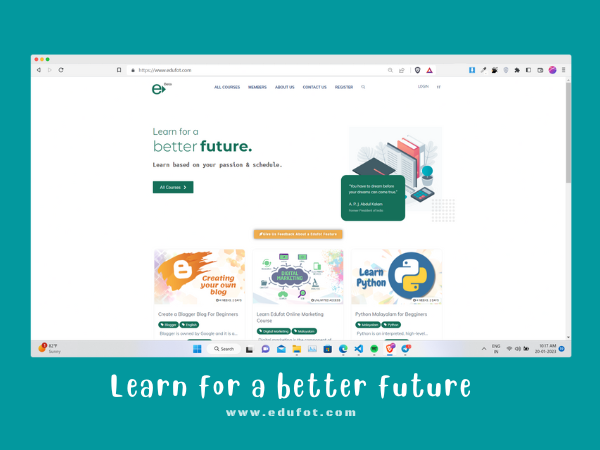 https://www.edufot.com
Beta
e
ALL COURSES MEMBERS ABOUT US CONTACT US REGISTER
LOGIN
Learn for a
better future.
Learn based on your passion & schedule.
All Courses
"You have to dream before
your dreams can come true."
A. P. J. Abdul Kalam
Creating
your own
blog
DIGITAL
MARKETING
Learn
Python
Create a Blogger Blog For Beginners
Blogger English
Blogger is owned by Google and it is a...
Learn Edufot Online Marketing
Course
Digital Marketing Malayalam
Python Malayalam for Begginers
Malayalam Python
Python is an interpreted, high-level...
82°F
Sunny
Search
ENG
IN
10:17 AM
20-01-2023
Learn for a better future
www.edufot.com